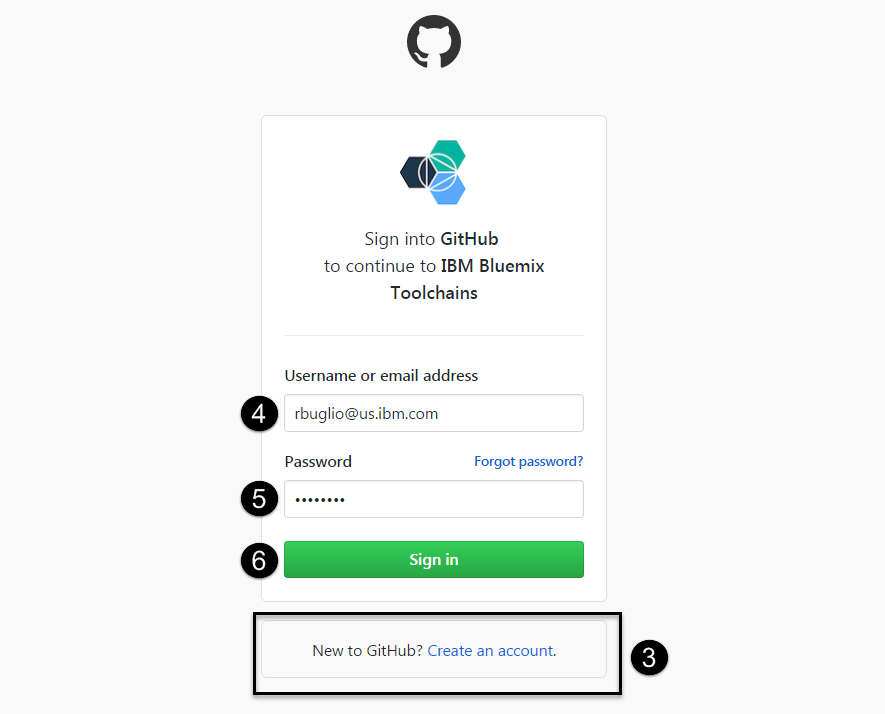 Sign into GitHub
to continue to IBM Bluemix
Toolchains
Username or email address
4 rbuglio@us.ibm.com
Password Forgot password?
5 ••••••••
6 Sign in
New to GitHub? Create an account. 3